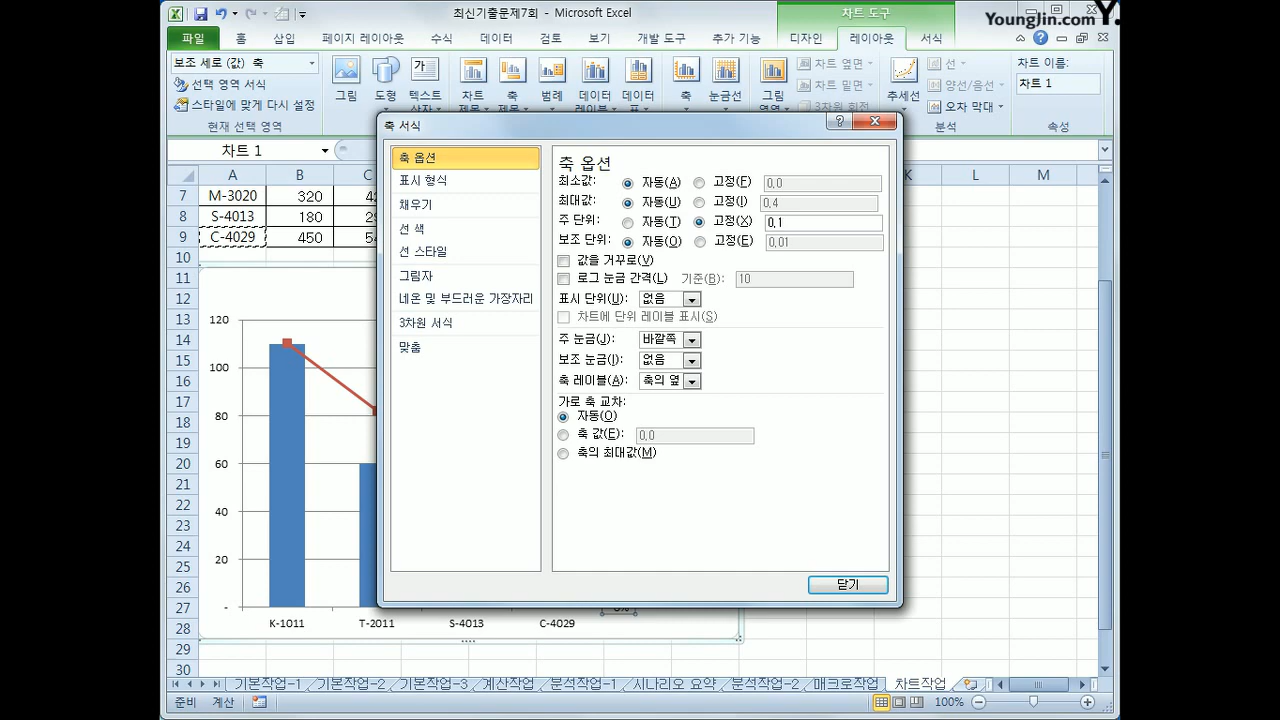 최신기출문제7회 - Microsoft Excel
차트 도구
YoungJin.com Y.
파일 홈 삽입 페이지 레이아웃 수식 데이터 검토 보기 개발 도구 추가 기능 디자인 레이아웃 서식
보조 세로 (값) 축
선택 영역 서식
스타일에 맞게 다시 설정
현재 선택 영역
그림 도형 텍스트
차트 축 범례 데이터 데이터
축 눈금선
그림
차트 옆면
차트 밑면
3차원 회전
추세선
선
양선/음선
오차 막대
분석
차트 이름:
차트 1
속성
차트 1
A B C K L M
7 M-3020 320
8 S-4013 180
9 C-4029 450
10
11
12
13
14
15
16
17
18
19
20
21
22
23
24
25
26
27
28
29
30
120
100
80
60
40
20
-
K-1011 T-2011 S-4013 C-4029
축 서식
축 옵션
표시 형식
채우기
선 색
선 스타일
그림자
네온 및 부드러운 가장자리
3차원 서식
맞춤
축 옵션
최소값: 자동(A) 고정(F) 0.0
최대값: 자동(U) 고정(I) 0.4
주 단위: 자동(T) 고정(X) 0.1
보조 단위: 자동(O) 고정(E) 0.01
값을 거꾸로(V)
로그 눈금 간격(L) 기준(B): 10
표시 단위(U): 없음
차트에 단위 레이블 표시(S)
주 눈금(J): 바깥쪽
보조 눈금(I): 없음
축 레이블(A): 축의 옆
가로 축 교차:
자동(O)
축 값(E): 0.0
축의 최대값(M)
닫기
기본작업-1 기본작업-2 기본작업-3 계산작업 분석작업-1 시나리오 요약 분석작업-2 매크로작업 차트작업
준비 계산 100%